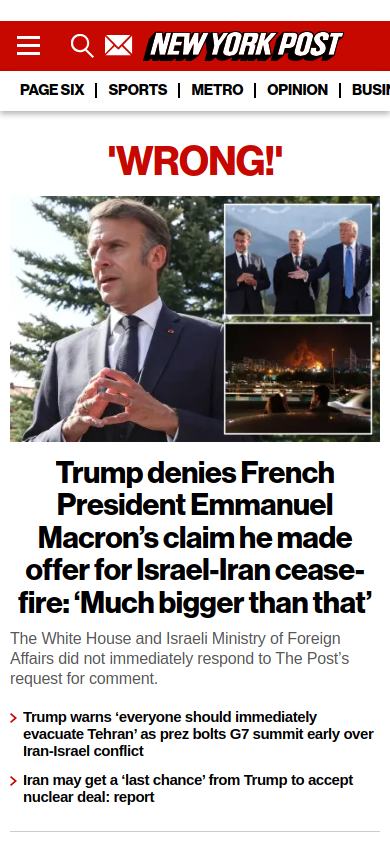 NEW YORK POST
PAGE SIX | SPORTS | METRO | OPINION | BUSIN
'WRONG!'
Trump denies French
President Emmanuel
Macron’s claim he made
offer for Israel-Iran cease-
fire: ‘Much bigger than that’
The White House and Israeli Ministry of Foreign
Affairs did not immediately respond to The Post’s
request for comment.
Trump warns ‘everyone should immediately
evacuate Tehran’ as prez bolts G7 summit early over
Iran-Israel conflict
Iran may get a ‘last chance’ from Trump to accept
nuclear deal: report